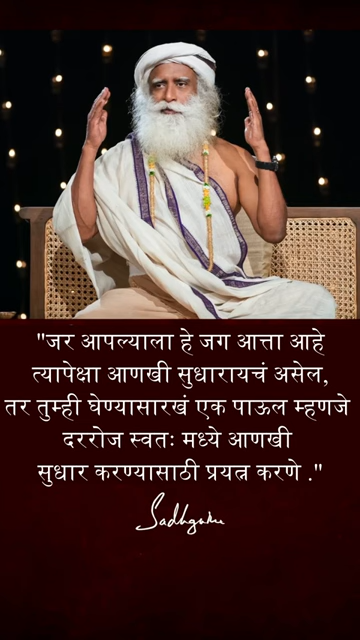 "जर आपल्याला हे जग आत्ता आहे
त्यापेक्षा आणखी सुधारायचं असेल,
तर तुम्ही घेण्यासारखं एक पाऊल म्हणजे
दररोज स्वतः मध्ये आणखी
सुधार करण्यासाठी प्रयत्न करणे ."
Sadhguru